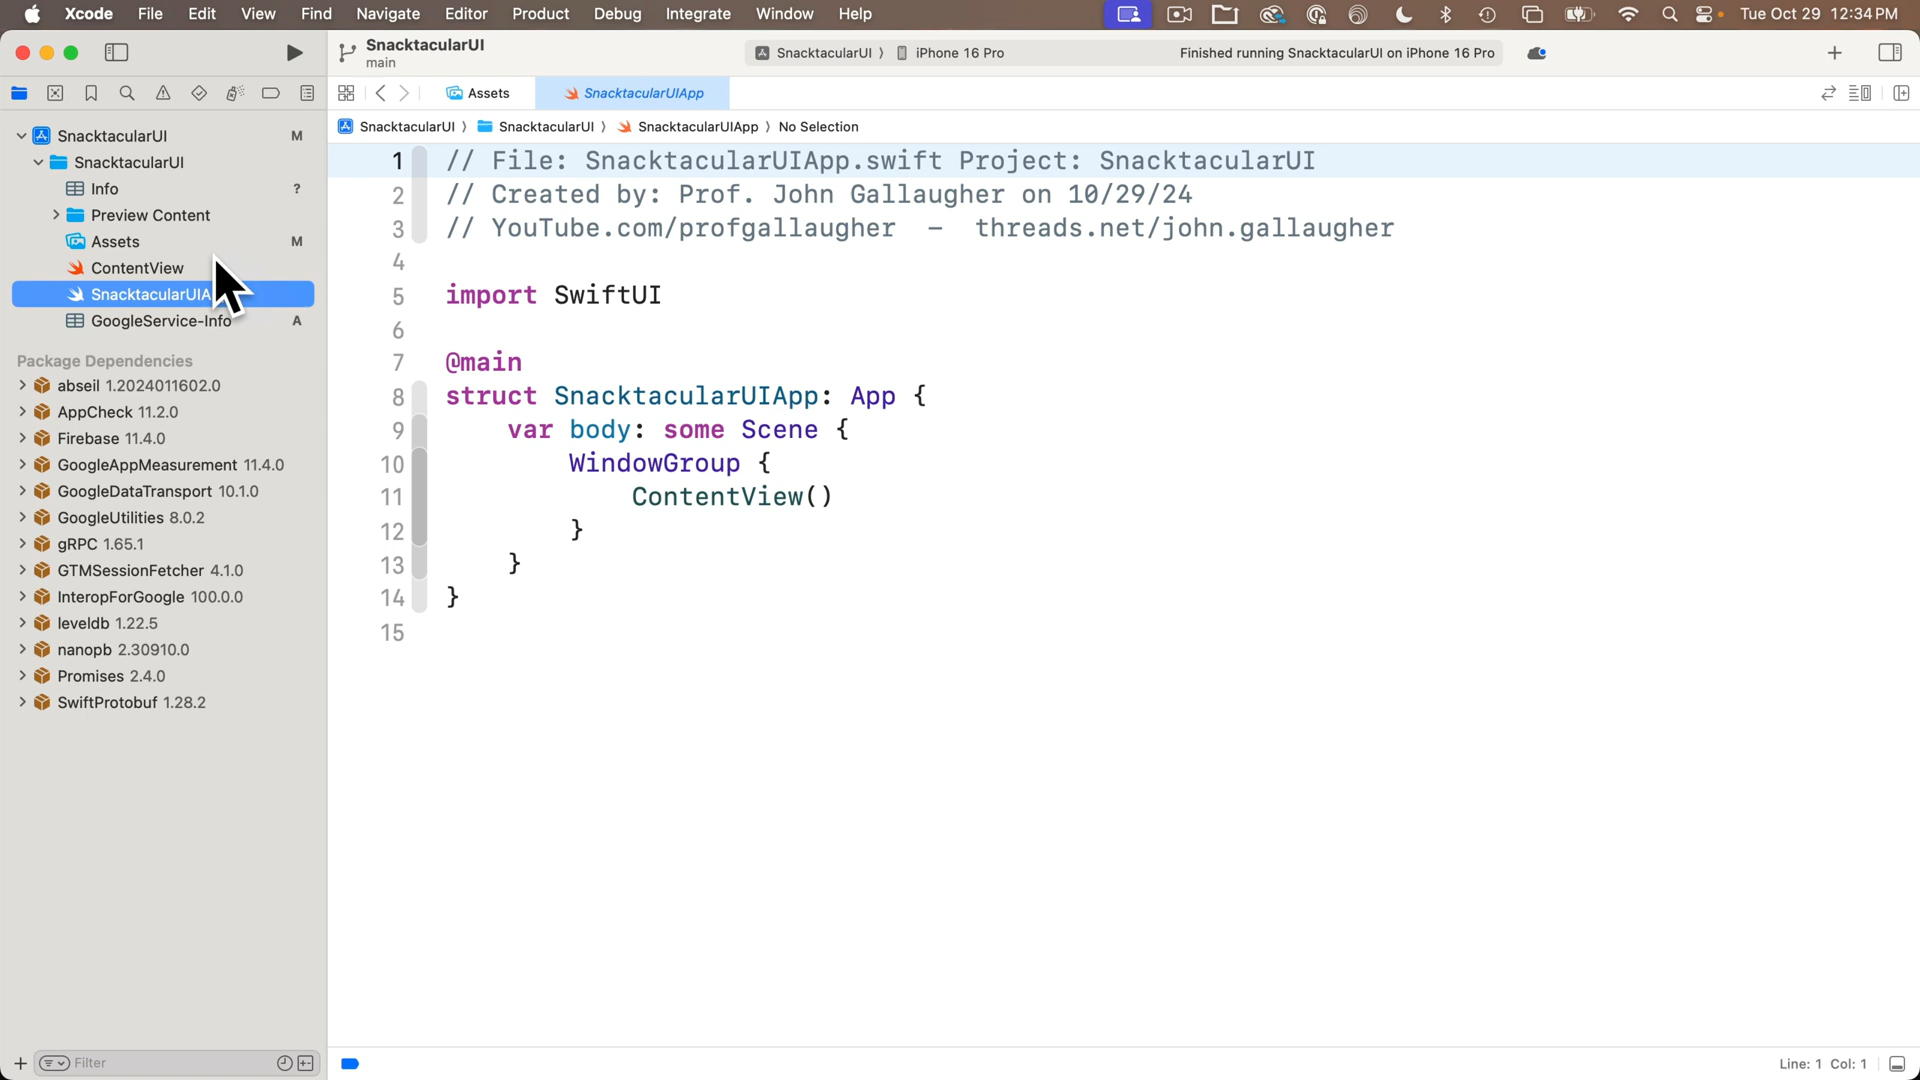 Xcode File Edit View Find Navigate Editor Product Debug Integrate Window Help Tue Oct 29 12:34 PM
SnacktacularUI
main
SnacktacularUI 〉 iPhone 16 Pro
Finished running SnacktacularUI on iPhone 16 Pro
Assets
SnacktacularUIApp
SnacktacularUI 〉 SnacktacularUI 〉 SnacktacularUIApp 〉 No Selection
SnacktacularUI M
SnacktacularUI
Info ?
Preview Content
Assets M
ContentView
SnacktacularUIA
GoogleService-Info A
Package Dependencies
abseil 1.2024011602.0
AppCheck 11.2.0
Firebase 11.4.0
GoogleAppMeasurement 11.4.0
GoogleDataTransport 10.1.0
GoogleUtilities 8.0.2
gRPC 1.65.1
GTMSessionFetcher 4.1.0
InteropForGoogle 100.0.0
leveldb 1.22.5
nanopb 2.30910.0
Promises 2.4.0
SwiftProtobuf 1.28.2
Filter
1 // File: SnacktacularUIApp.swift Project: SnacktacularUI
2 // Created by: Prof. John Gallaugher on 10/29/24
3 // YouTube.com/profgallaugher – threads.net/john.gallaugher
4
5 import SwiftUI
6
7 @main
8 struct SnacktacularUIApp: App {
9 var body: some Scene {
10 WindowGroup {
11 ContentView()
12 }
13 }
14 }
15
Line: 1 Col: 1